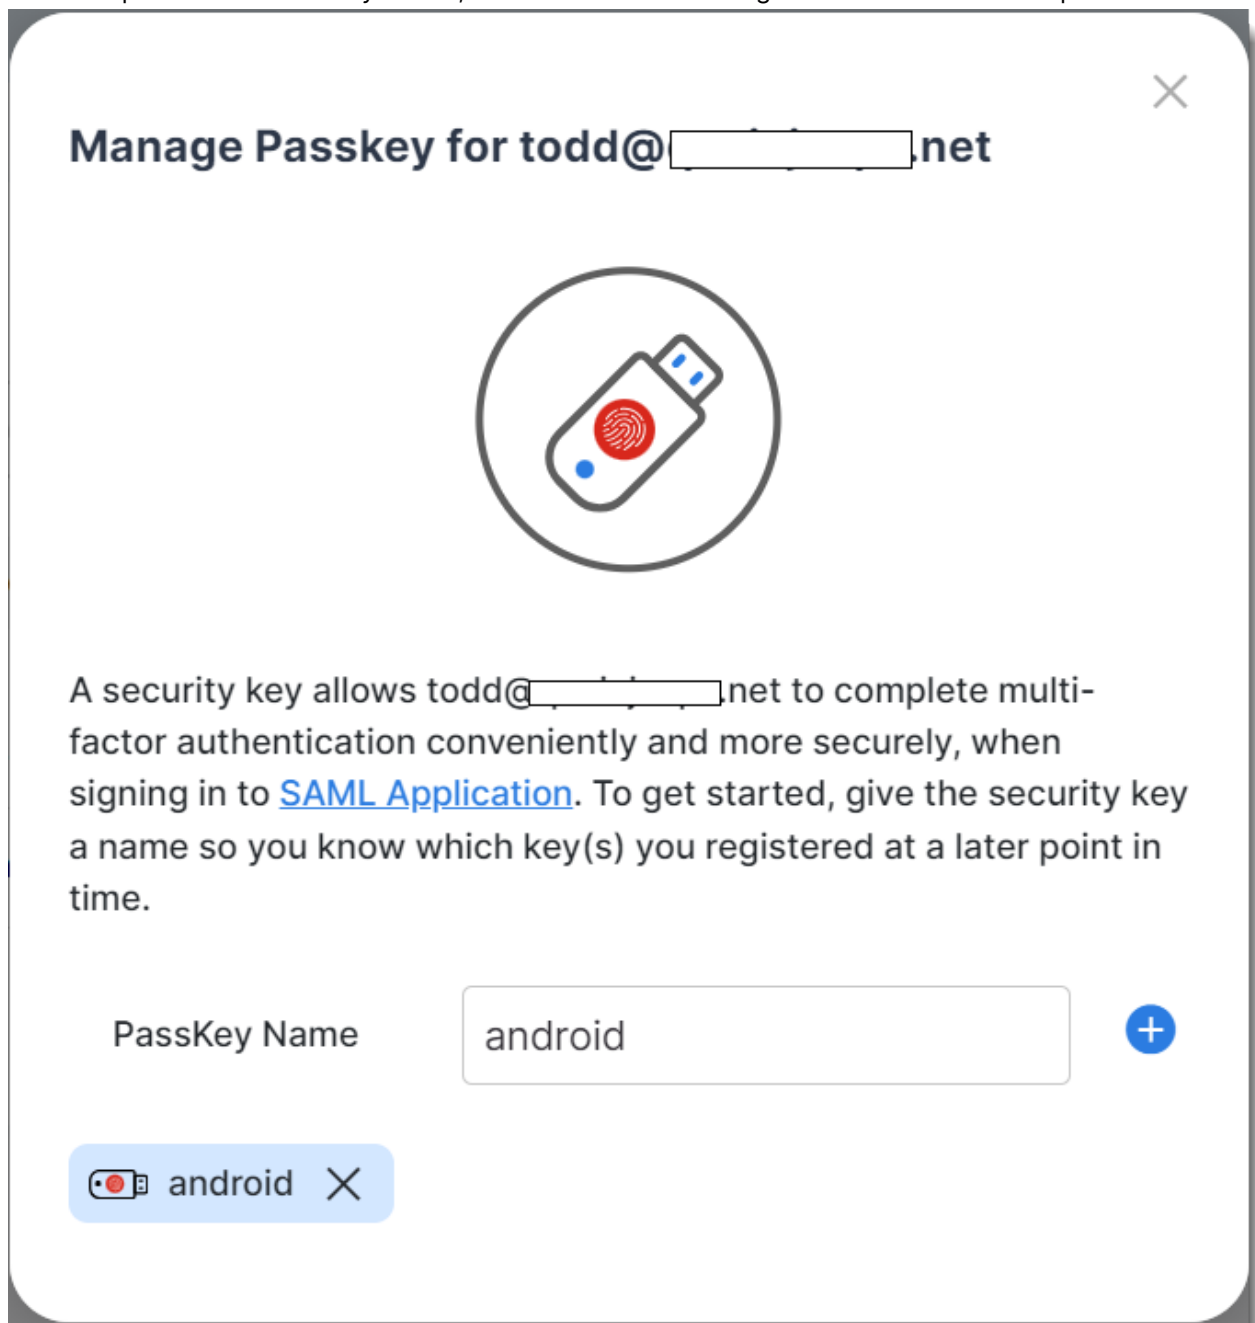 Manage Passkey for todd@ .net
A security key allows todd@ .net to complete multi-
factor authentication conveniently and more securely, when
signing in to SAML Application. To get started, give the security key
a name so you know which key(s) you registered at a later point in
time.
PassKey Name
android
android